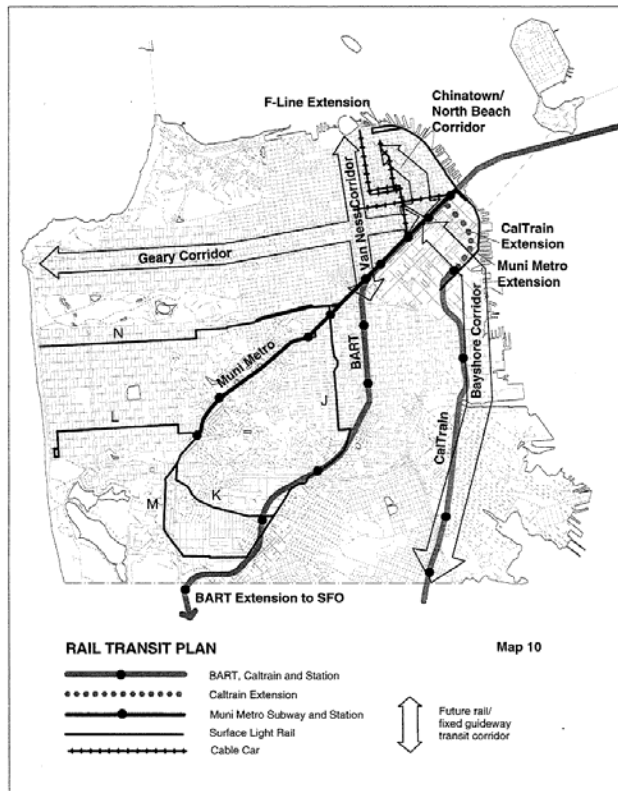 F-Line Extension
Chinatown/
North Beach
Corridor
Van Ness Corridor
CalTrain
Extension
Geary Corridor
Muni Metro
Extension
Bayshore Corridor
N
Muni Metro
BART
J
L
CalTrain
K
M
BART Extension to SFO
RAIL TRANSIT PLAN
Map 10
BART, Caltrain and Station
Caltrain Extension
Muni Metro Subway and Station
Surface Light Rail
Cable Car
Future rail/
fixed guideway
transit corridor